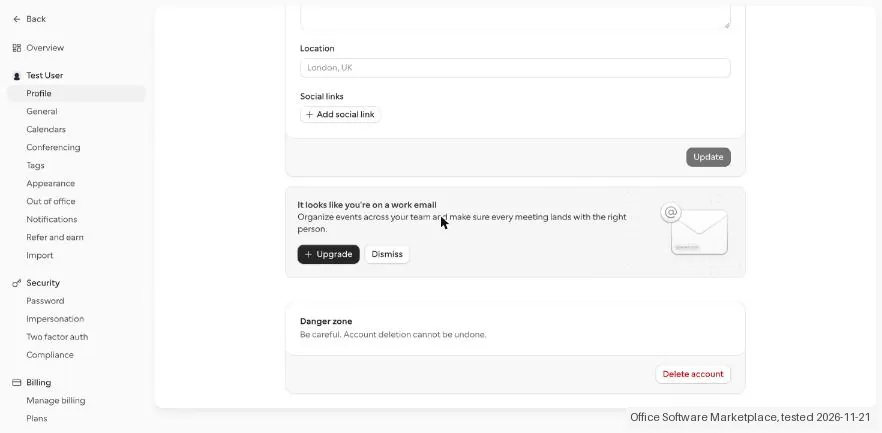 Back
Overview
Test User
Profile
General
Calendars
Conferencing
Tags
Appearance
Out of office
Notifications
Refer and earn
Import
Security
Password
Impersonation
Two factor auth
Compliance
Billing
Manage billing
Plans
Location
London, UK
Social links
+ Add social link
Update
It looks like you're on a work email
Organize events across your team and make sure every meeting lands with the right
person.
+ Upgrade
Dismiss
@
Danger zone
Be careful. Account deletion cannot be undone.
Delete account
Office Software Marketplace, tested 2026-11-21